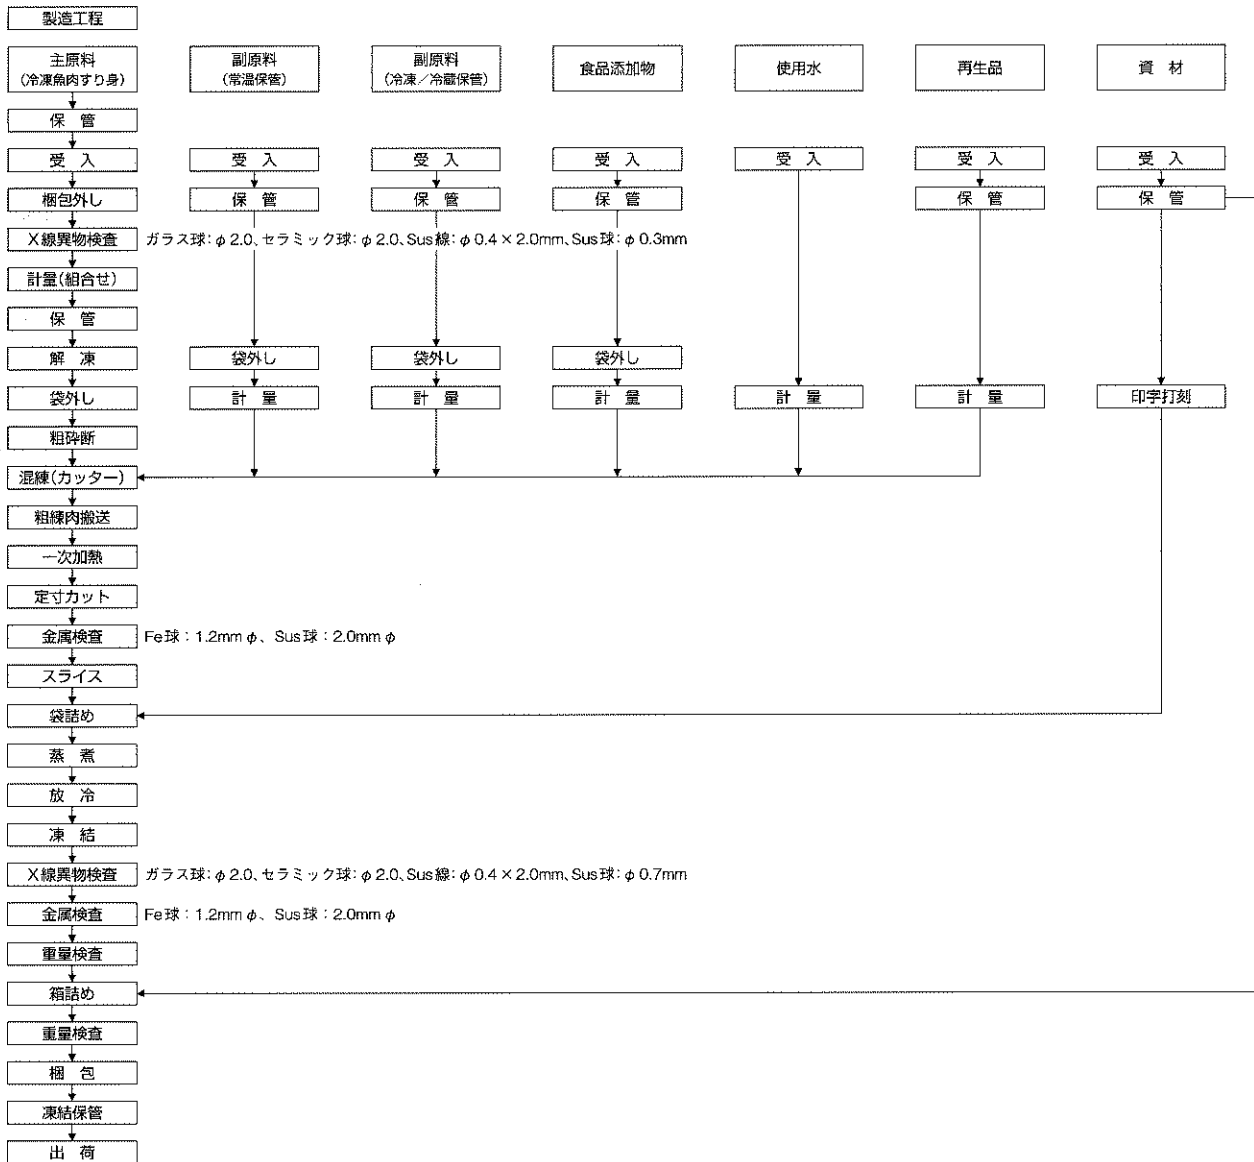 製造工程
主原料
(冷凍魚肉すり身)
副原料
(常温保管)
副原料
(冷凍/冷蔵保管)
食品添加物
使用水
再生品
資 材
保 管
受 入
受 入
受 入
受 入
受 入
受 入
受 入
梱包外し
保 管
保 管
保 管
保 管
保 管
X線異物検査
ガラス球:φ2.0、セラミック球:φ2.0、Sus線:φ0.4×2.0mm、Sus球:φ0.3mm
計量(組合せ)
保 管
解 凍
袋外し
袋外し
袋外し
袋外し
計 量
計 量
計 量
計 量
計 量
印字打刻
粗砕断
混練(カッター)
粗練肉搬送
一次加熱
定寸カット
金属検査
Fe球:1.2mmφ、Sus球:2.0mmφ
スライス
袋詰め
蒸 煮
放 冷
凍 結
X線異物検査
ガラス球:φ2.0、セラミック球:φ2.0、Sus線:φ0.4×2.0mm、Sus球:φ0.7mm
金属検査
Fe球:1.2mmφ、Sus球:2.0mmφ
重量検査
箱詰め
重量検査
梱 包
凍結保管
出 荷